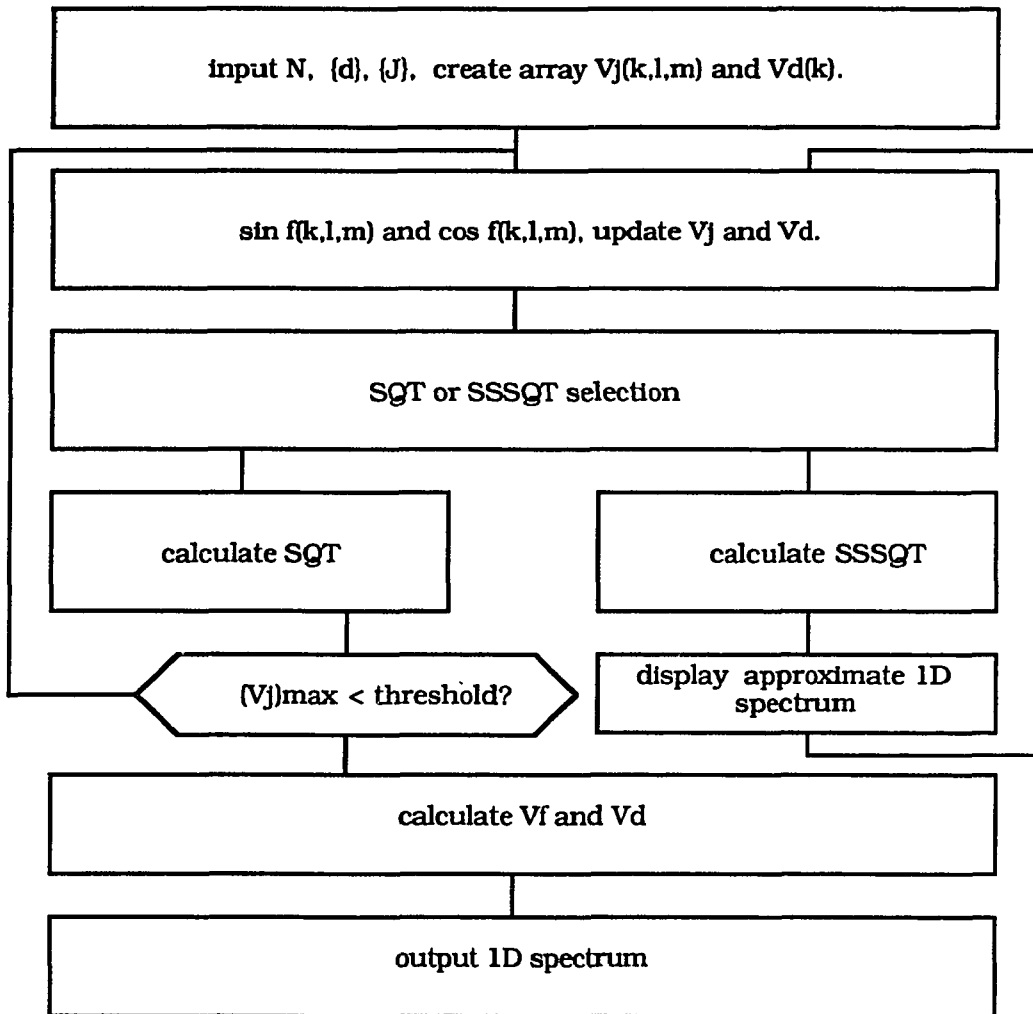 input N, {d}, {J}, create array Vj(k,l,m) and Vd(k).
sin f(k,l,m) and cos f(k,l,m), update Vj and Vd.
SQT or SSSQT selection
calculate SQT
calculate SSSQT
(Vj)max < threshold?
display approximate 1D
spectrum
calculate Vf and Vd
output 1D spectrum